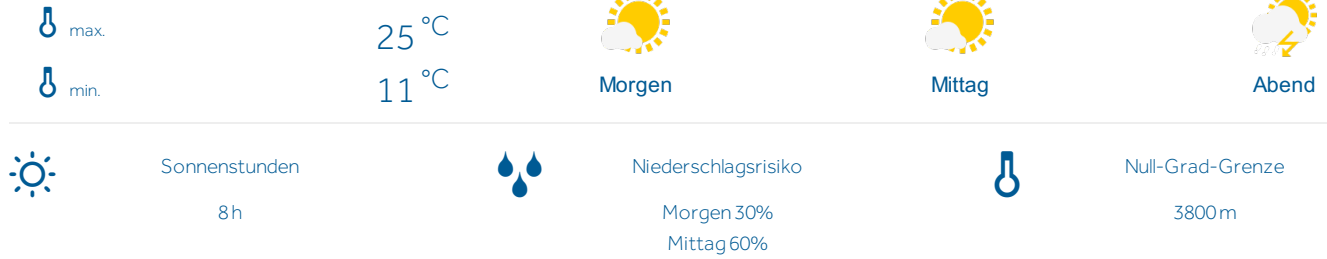 max.
25 °C
Morgen
Mittag
Abend
min.
11 °C
Sonnenstunden
8 h
Niederschlagsrisiko
Morgen 30%
Mittag 60%
Null-Grad-Grenze
3800 m